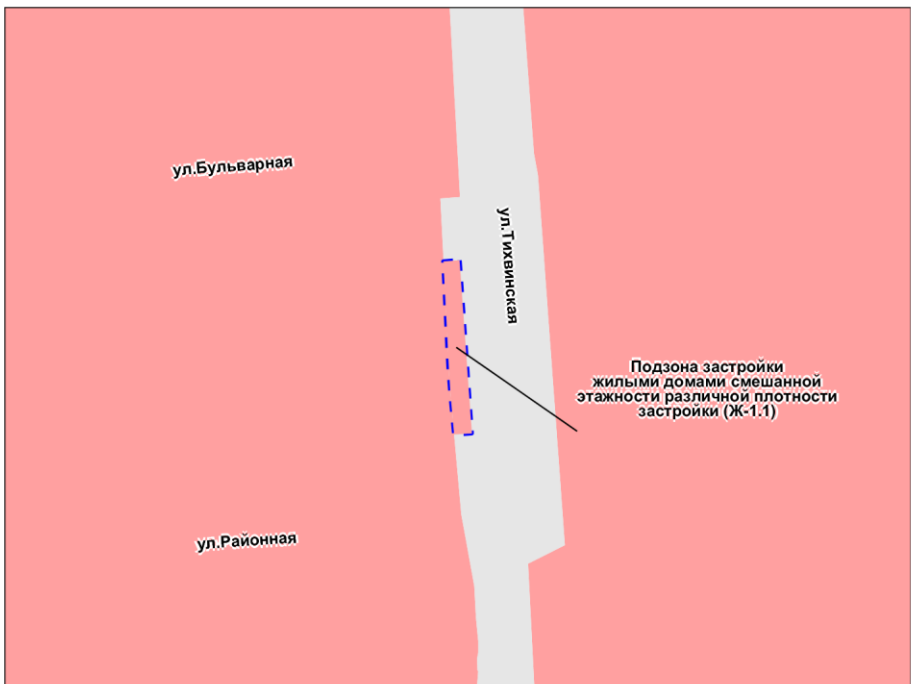 ул.Бульварная
ул.Тихвинская
Подзона застройки
жилыми домами смешанной
этажности различной плотности
застройки (Ж-1.1)
ул.Районная